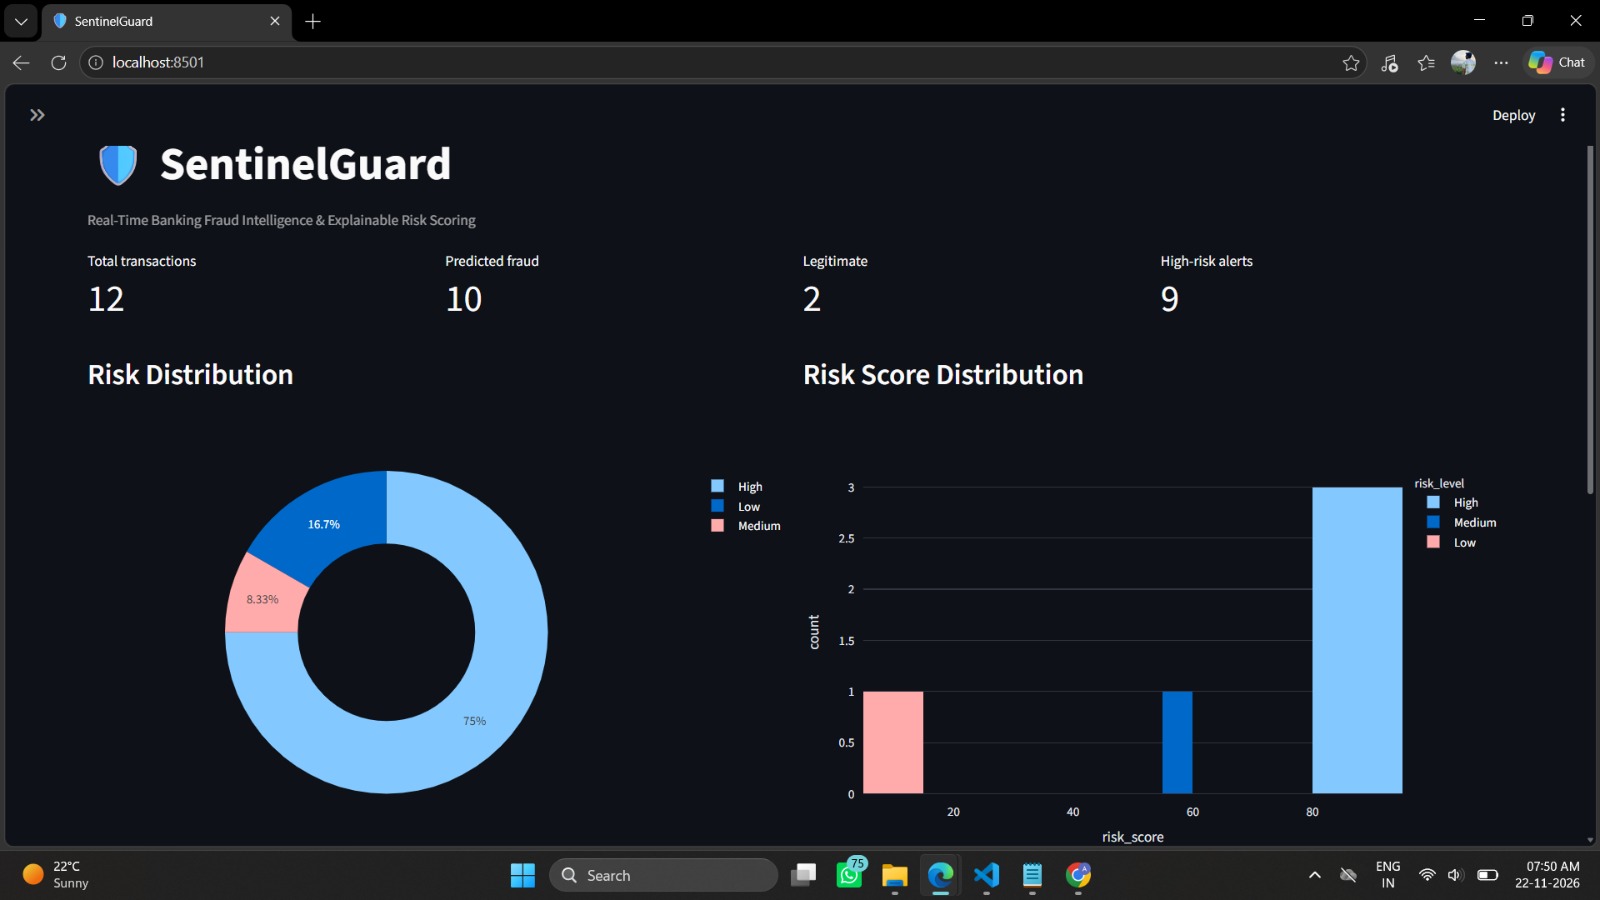 SentinelGuard
localhost:8501
Chat
Deploy
SentinelGuard
Real-Time Banking Fraud Intelligence & Explainable Risk Scoring
Total transactions
12
Predicted fraud
10
Legitimate
2
High-risk alerts
9
Risk Distribution
16.7%
8.33%
75%
High
Low
Medium
Risk Score Distribution
3
2.5
2
1.5
1
0.5
0
count
20 40 60 80
risk_score
risk_level
High
Medium
Low
22°C
Sunny
Search
75
ENG
IN
07:50 AM
22-11-2026